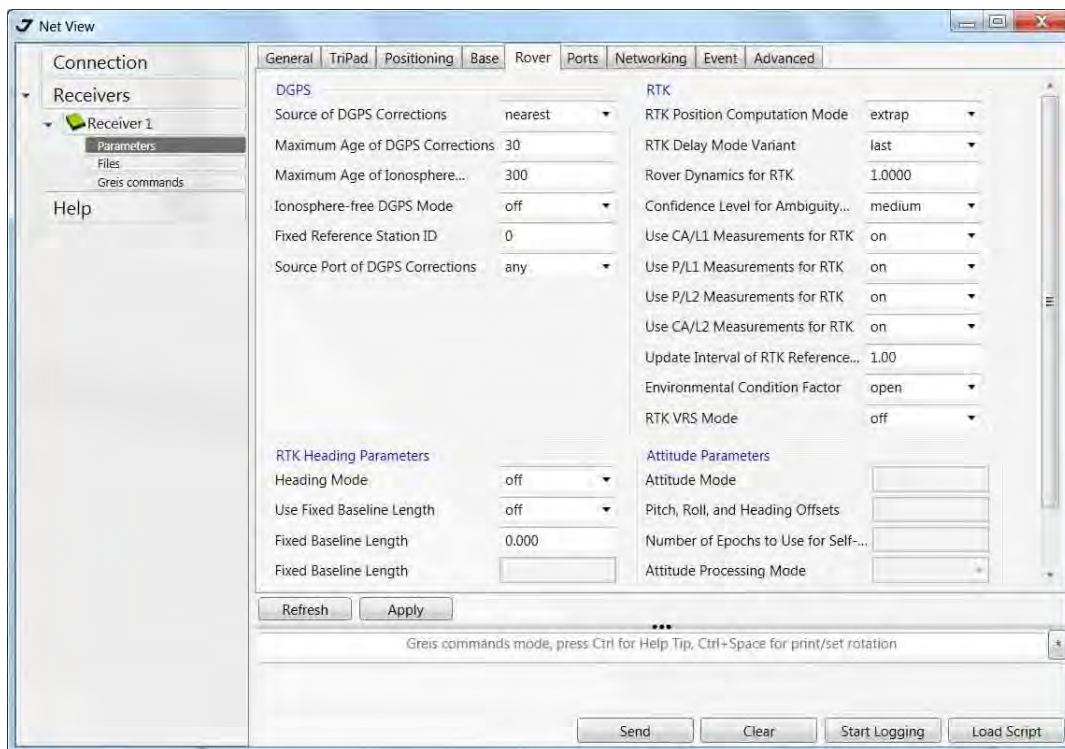 Net View
Connection
Receivers
Receiver 1
Parameters
Files
Greis commands
Help
General TriPad Positioning Base Rover Ports Networking Event Advanced
DGPS
Source of DGPS Corrections nearest
Maximum Age of DGPS Corrections 30
Maximum Age of Ionosphere... 300
Ionosphere-free DGPS Mode off
Fixed Reference Station ID 0
Source Port of DGPS Corrections any
RTK
RTK Position Computation Mode extrap
RTK Delay Mode Variant last
Rover Dynamics for RTK 1.0000
Confidence Level for Ambiguity... medium
Use CA/L1 Measurements for RTK on
Use P/L1 Measurements for RTK on
Use P/L2 Measurements for RTK on
Use CA/L2 Measurements for RTK on
Update Interval of RTK Reference... 1.00
Environmental Condition Factor open
RTK VRS Mode off
RTK Heading Parameters
Heading Mode off
Use Fixed Baseline Length off
Fixed Baseline Length 0.000
Fixed Baseline Length
Attitude Parameters
Attitude Mode
Pitch, Roll, and Heading Offsets
Number of Epochs to Use for Self-...
Attitude Processing Mode
Refresh Apply
Greis commands mode, press Ctrl for Help Tip, Ctrl+Space for print/set rotation
Send Clear Start Logging Load Script